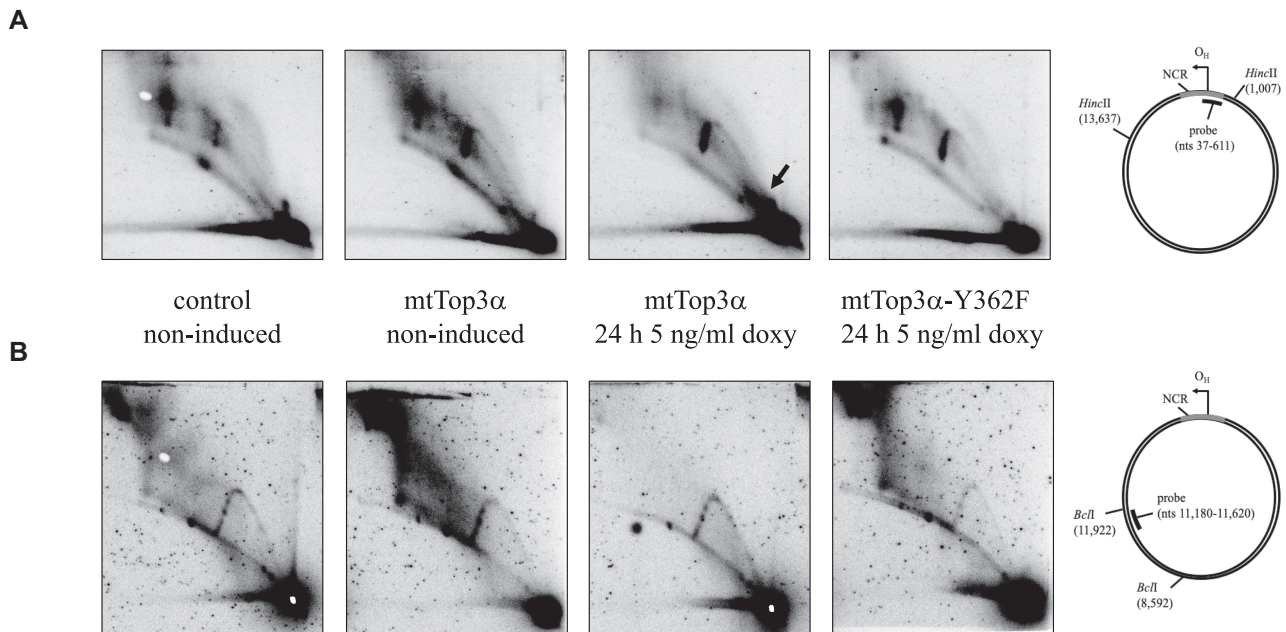 A
O_H
NCR
HincII
(1,007)
HincII
(13,637)
probe
(nts 37-611)
control
non-induced
mtTop3α
non-induced
mtTop3α
24 h 5 ng/ml doxy
mtTop3α-Y362F
24 h 5 ng/ml doxy
B
O_H
NCR
probe
(nts 11,180-11,620)
BclI
(11,922)
BclI
(8,592)